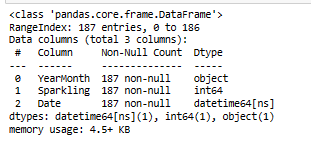 <class 'pandas.core.frame.DataFrame'>
RangeIndex: 187 entries, 0 to 186
Data columns (total 3 columns):
 #   Column     Non-Null Count  Dtype
---  ------     --------------  -----
 0   YearMonth  187 non-null    object
 1   Sparkling  187 non-null    int64
 2   Date       187 non-null    datetime64[ns]
dtypes: datetime64[ns](1), int64(1), object(1)
memory usage: 4.5+ KB